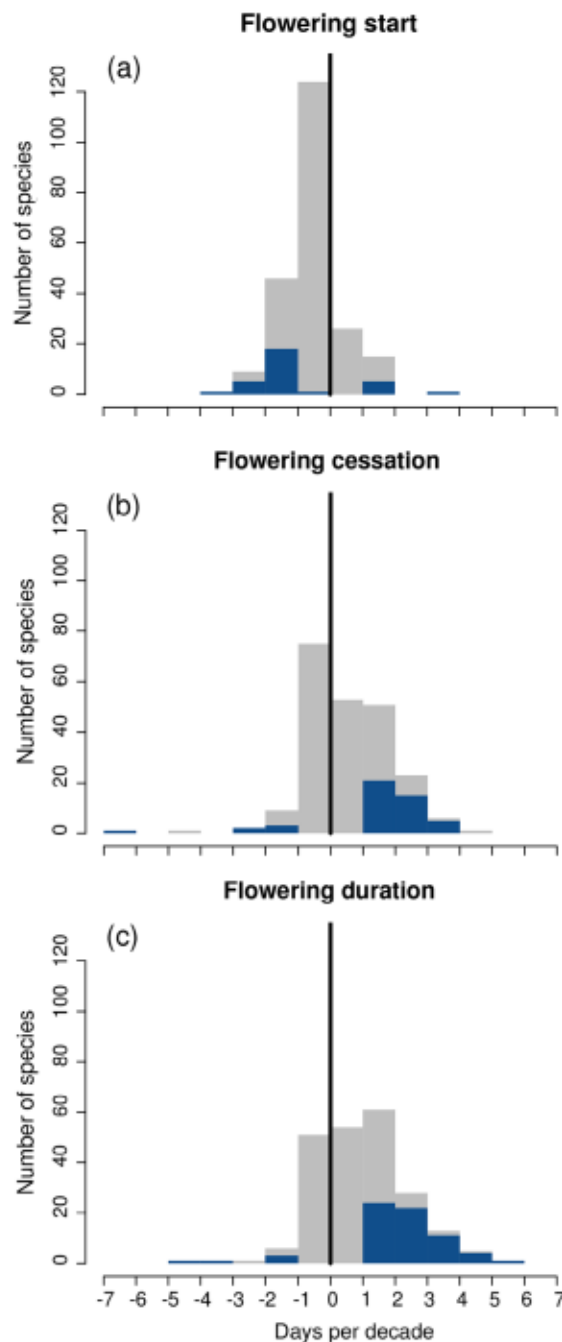 Flowering start
(a)
Number of species
0 20 40 60 80 100 120
Flowering cessation
(b)
Number of species
0 20 40 60 80 100 120
Flowering duration
(c)
Number of species
0 20 40 60 80 100 120
-7 -6 -5 -4 -3 -2 -1 0 1 2 3 4 5 6 7
Days per decade